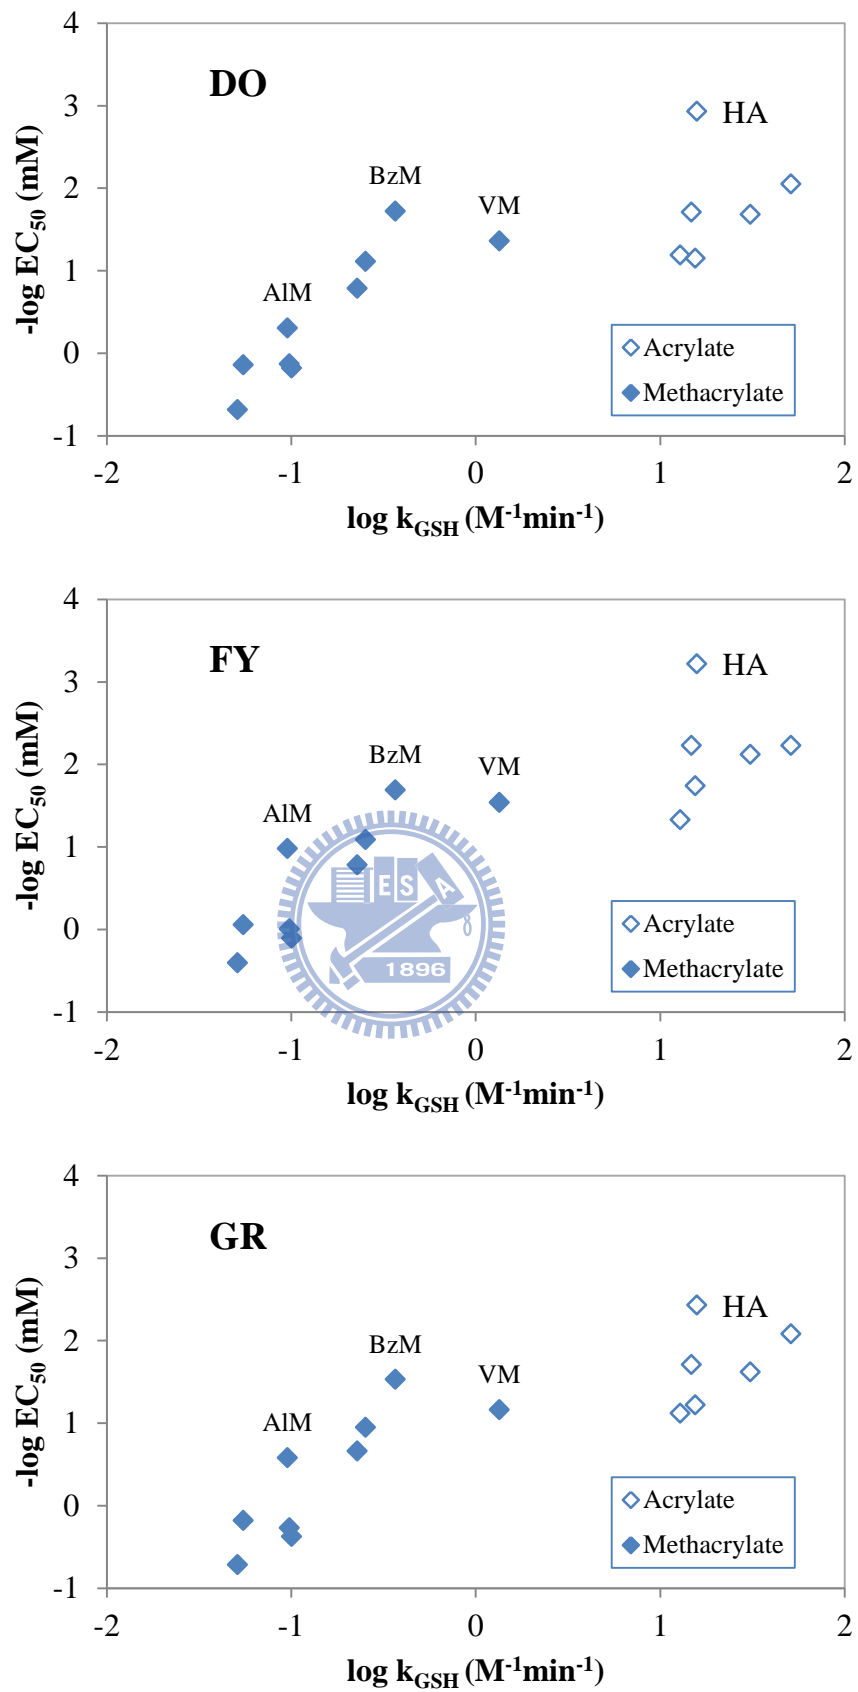 4
3
2
1
0
-1
-2
-1
0
1
2
-log EC50 (mM)
log kGSH (M-1min-1)
DO
HA
BzM
VM
AlM
Acrylate
Methacrylate
4
3
2
1
0
-1
-2
-1
0
1
2
-log EC50 (mM)
log kGSH (M-1min-1)
FY
HA
BzM
VM
AlM
E S A
1896
Acrylate
Methacrylate
4
3
2
1
0
-1
-2
-1
0
1
2
-log EC50 (mM)
log kGSH (M-1min-1)
GR
HA
BzM
VM
AlM
Acrylate
Methacrylate